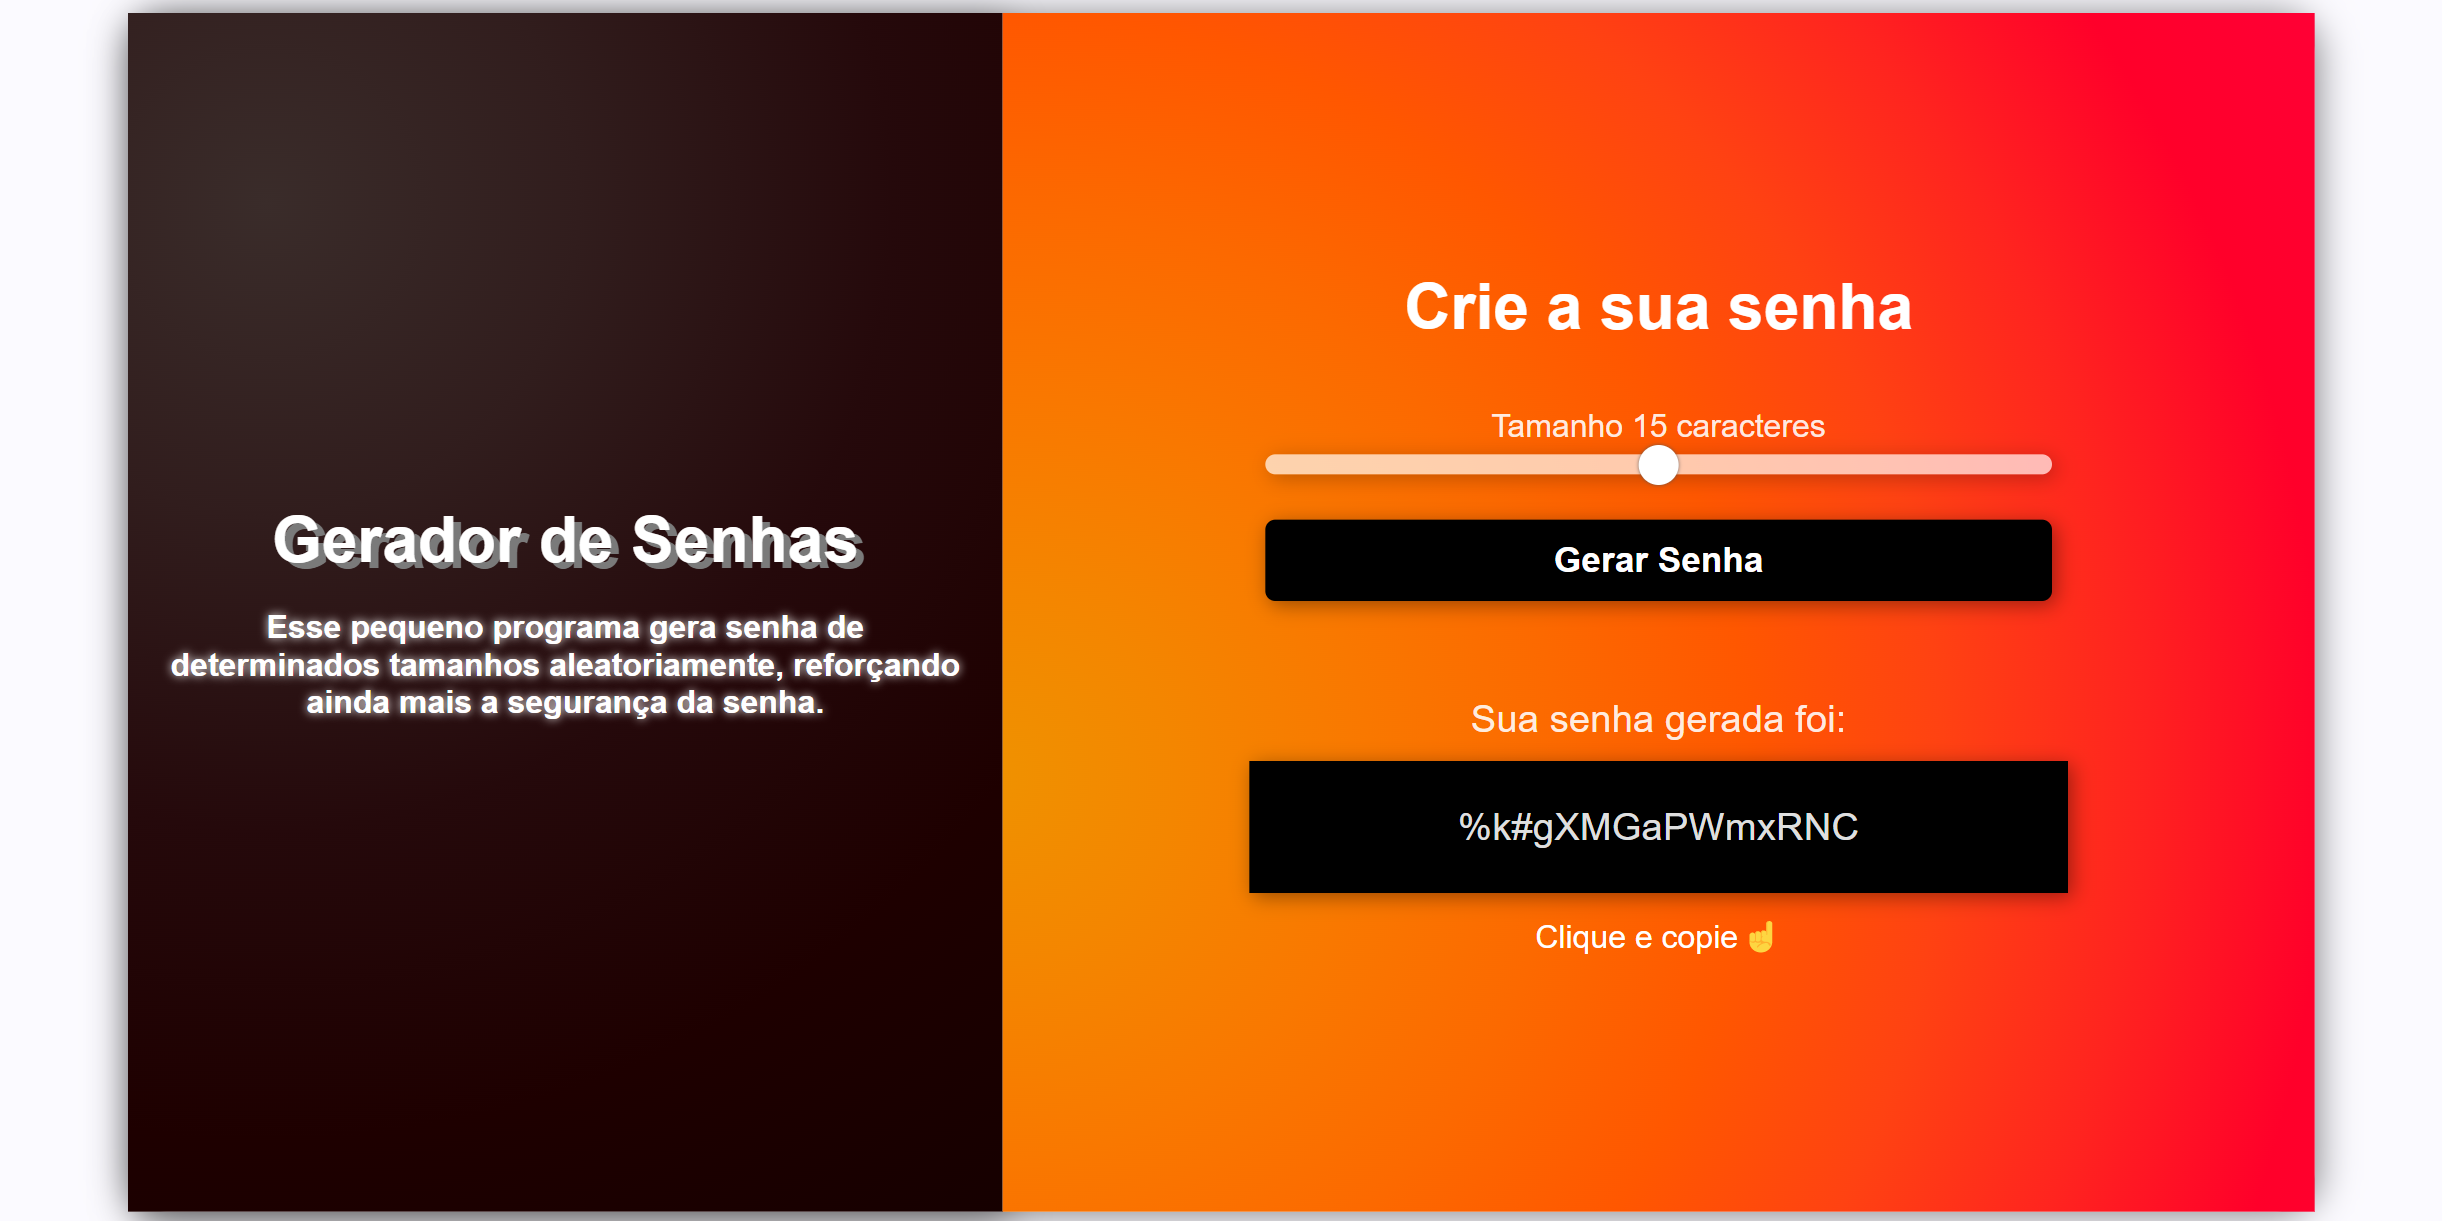 Gerador de Senhas
Esse pequeno programa gera senha de
determinados tamanhos aleatoriamente, reforçando
ainda mais a segurança da senha.
Crie a sua senha
Tamanho 15 caracteres
Gerar Senha
Sua senha gerada foi:
%k#gXMGaPWmxRNC
Clique e copie ☝